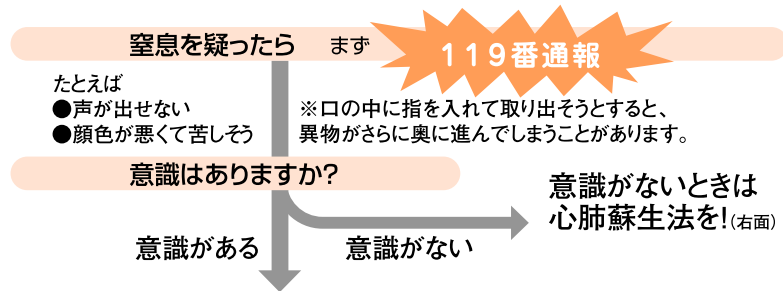 窒息を疑ったら まず 119番通報
たとえば
●声が出せない
●顔色が悪くて苦しそう
※口の中に指を入れて取り出そうとすると、
異物がさらに奥に進んでしまうことがあります。
意識はありますか?
意識がないときは
心肺蘇生法を!(右面)
意識がある
意識がない